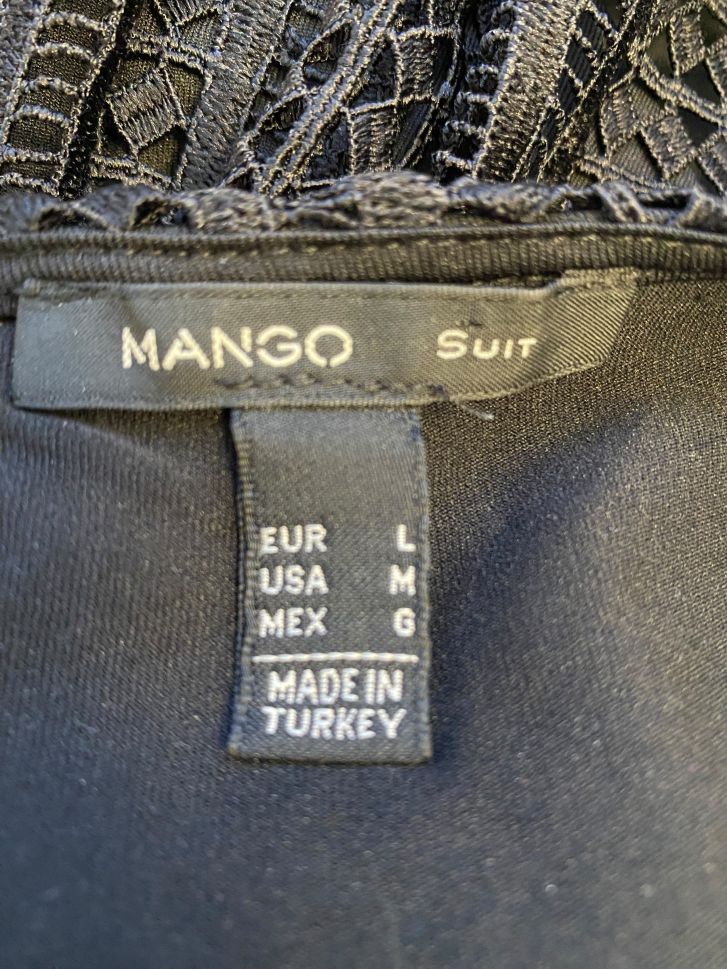 MANGO SUIT
EUR L
USA M
MEX G
MADE IN
TURKEY